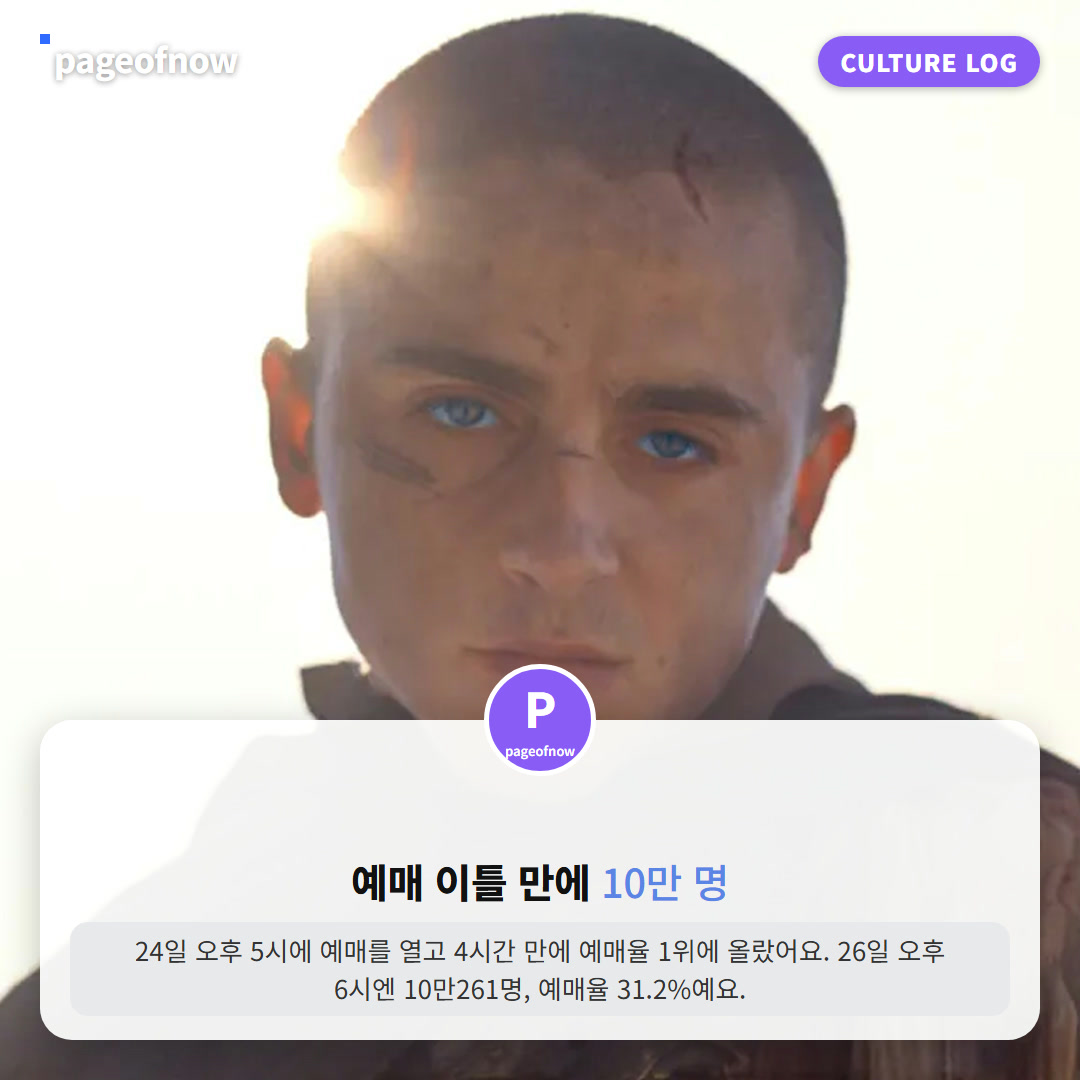 pageofnow
CULTURE LOG
P
pageofnow
예매 이틀 만에 10만 명
24일 오후 5시에 예매를 열고 4시간 만에 예매율 1위에 올랐어요. 26일 오후
6시엔 10만261명, 예매율 31.2%예요.